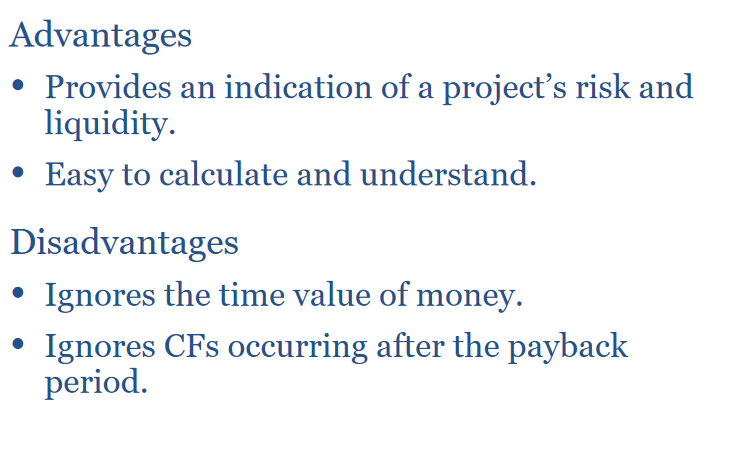 Advantages
• Provides an indication of a project’s risk and
liquidity.
• Easy to calculate and understand.
Disadvantages
• Ignores the time value of money.
• Ignores CFs occurring after the payback
period.